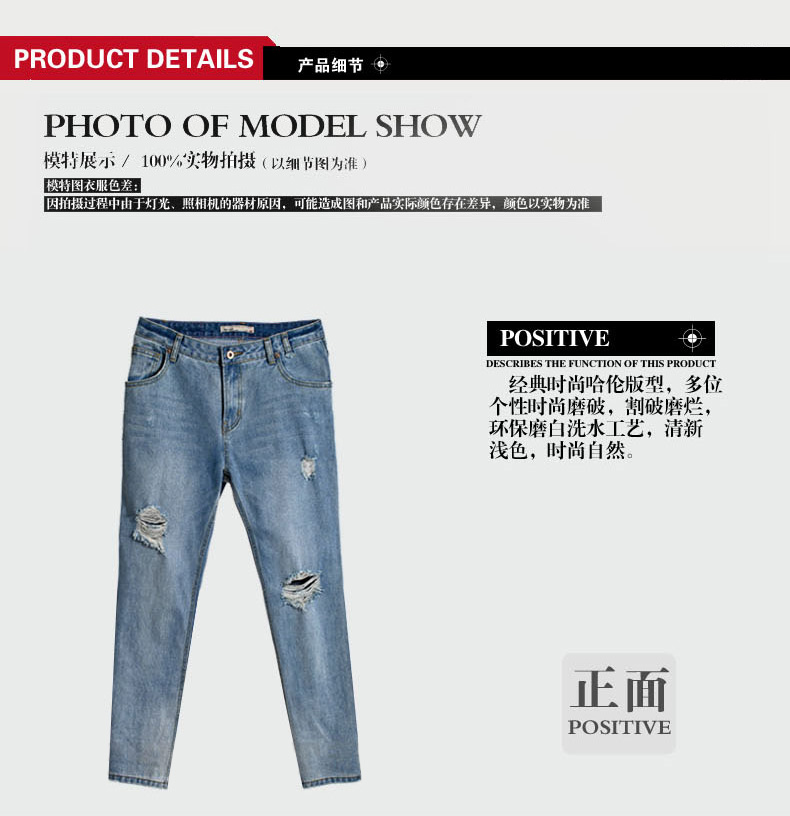 PRODUCT DETAILS
产品细节
PHOTO OF MODEL SHOW
模特展示 / 100%实物拍摄 ( 以细节图为准 )
模特图衣服色差:
因拍摄过程中由于灯光、照相机的器材原因，可能造成图和产品实际颜色存在差异，颜色以实物为准
POSITIVE
DESCRIBES THE FUNCTION OF THIS PRODUCT
经典时尚哈伦版型，多位
个性时尚磨破，割破磨烂，
环保磨白洗水工艺，清新
浅色，时尚自然。
正面
POSITIVE